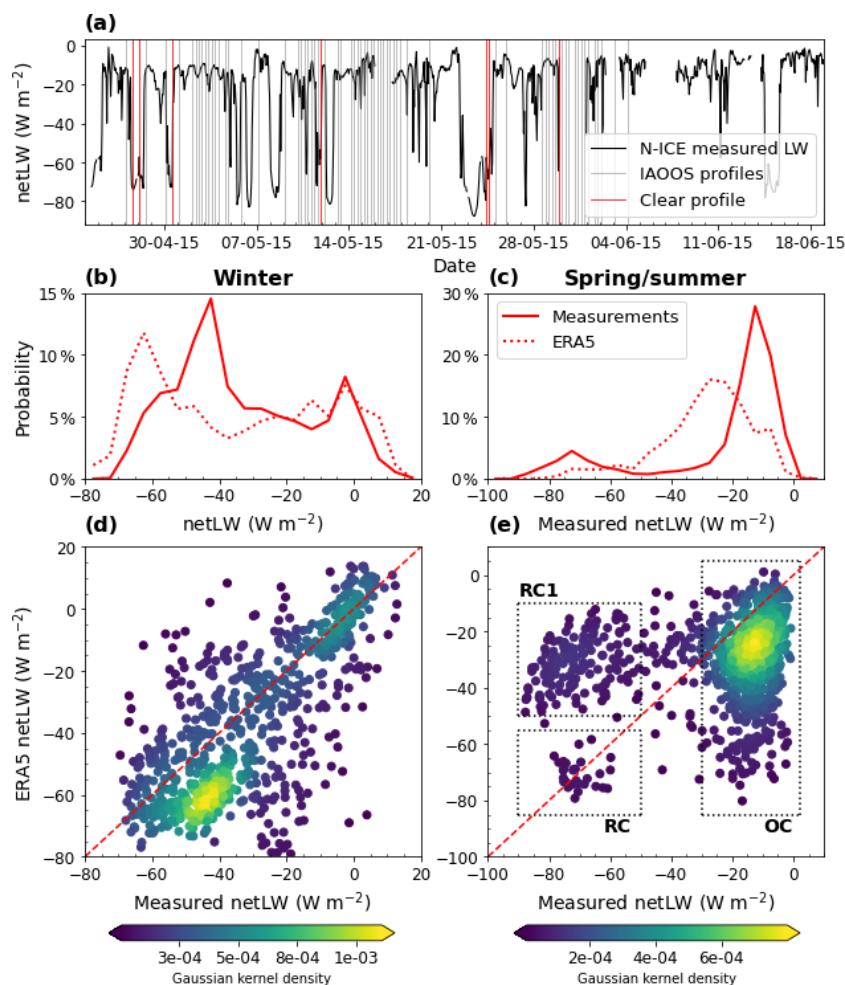 (a)
netLW (W m−2)
0
−20
−40
−60
−80
N-ICE measured LW
IAOOS profiles
Clear profile
30-04-15 07-05-15 14-05-15 21-05-15 28-05-15 04-06-15 11-06-15 18-06-15
Date
(b) Winter
Probability
15 %
10 %
5 %
0 %
−80 −60 −40 −20 0 20
netLW (W m−2)
(c) Spring/summer
30 %
20 %
10 %
0 %
Measurements
ERA5
−100 −80 −60 −40 −20 0
Measured netLW (W m−2)
(d)
ERA5 netLW (W m−2)
20
0
−20
−40
−60
−80
−80 −60 −40 −20 0 20
Measured netLW (W m−2)
3e-04 5e-04 8e-04 1e-03
Gaussian kernel density
(e)
0
−20
−40
−60
−80
−100
RC1
RC
OC
−100 −80 −60 −40 −20 0
Measured netLW (W m−2)
2e-04 4e-04 6e-04
Gaussian kernel density